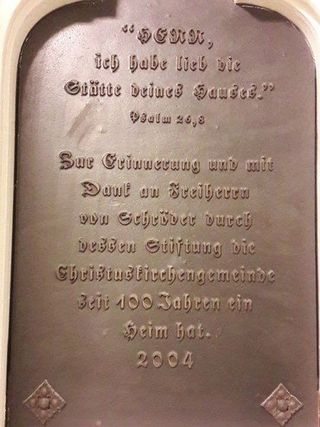 “HERR,
ich habe lieb die
Stätte deines Hauses.”
Psalm 26,8
Zur Erinnerung und mit
Dank an Freiherrn
von Schröder durch
dessen Stiftung die
Christuskirchengemeinde
seit 100 Jahren ein
Heim hat.
2004